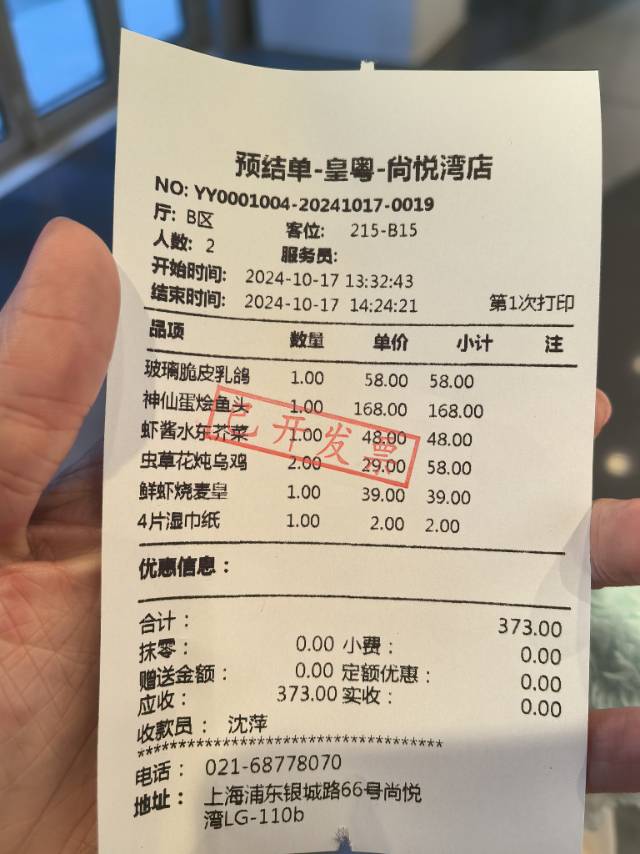 预结单-皇粤-尚悦湾店
NO: YY0001004-20241017-0019
厅: B区 客位: 215-B15
人数: 2 服务员:
开始时间: 2024-10-17 13:32:43
结束时间: 2024-10-17 14:24:21 第1次打印
品项 数量 单价 小计 注
玻璃脆皮乳鸽 1.00 58.00 58.00
神仙蛋烩鱼头 1.00 168.00 168.00
虾酱水东芥菜 1.00 48.00 48.00
已开发票
虫草花炖乌鸡 2.00 29.00 58.00
鲜虾烧麦皇 1.00 39.00 39.00
4片湿巾纸 1.00 2.00 2.00
优惠信息：
合计： 373.00
抹零： 0.00 小费： 0.00
赠送金额： 0.00 定额优惠： 0.00
应收： 373.00 实收： 0.00
收款员： 沈萍
************************************
电话： 021-68778070
地址： 上海浦东银城路66号尚悦
湾LG-110b